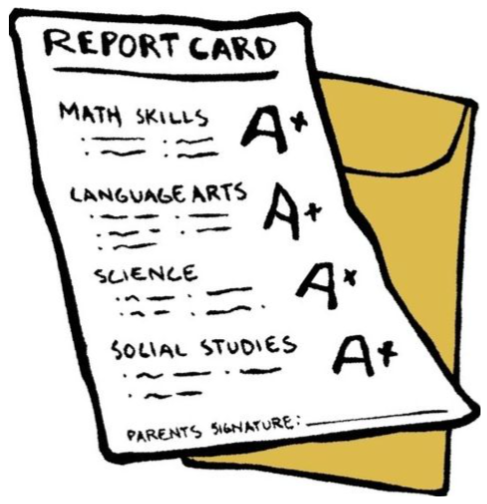 REPORT CARD
MATH SKILLS A+
LANGUAGE ARTS A+
SCIENCE A+
SOCIAL STUDIES A+
PARENTS SIGNATURE: